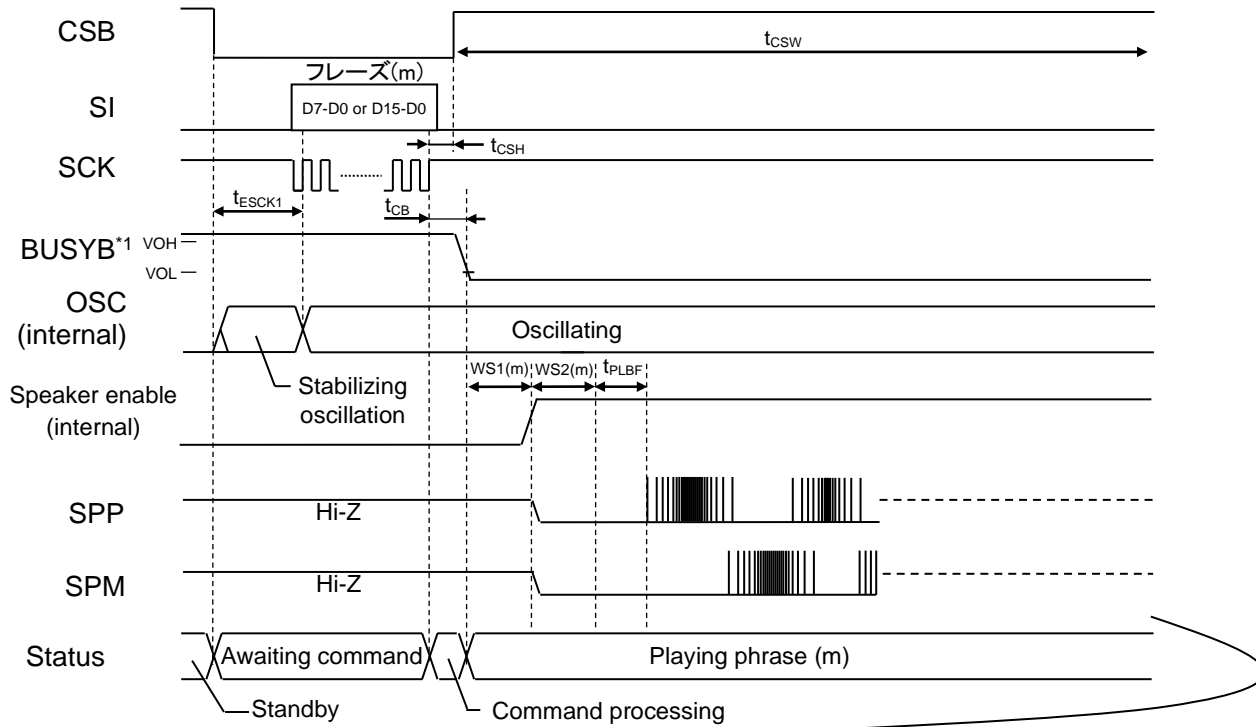 CSB
tCSW
フレーズ(m)
SI
D7-D0 or D15-D0
tCSH
SCK
tESCK1
tCB
BUSYB*1
VOH
VOL
OSC
(internal)
Oscillating
Stabilizing
oscillation
WS1(m)
WS2(m)
tPLBF
Speaker enable
(internal)
SPP
Hi-Z
SPM
Hi-Z
Status
Awaiting command
Playing phrase (m)
Standby
Command processing